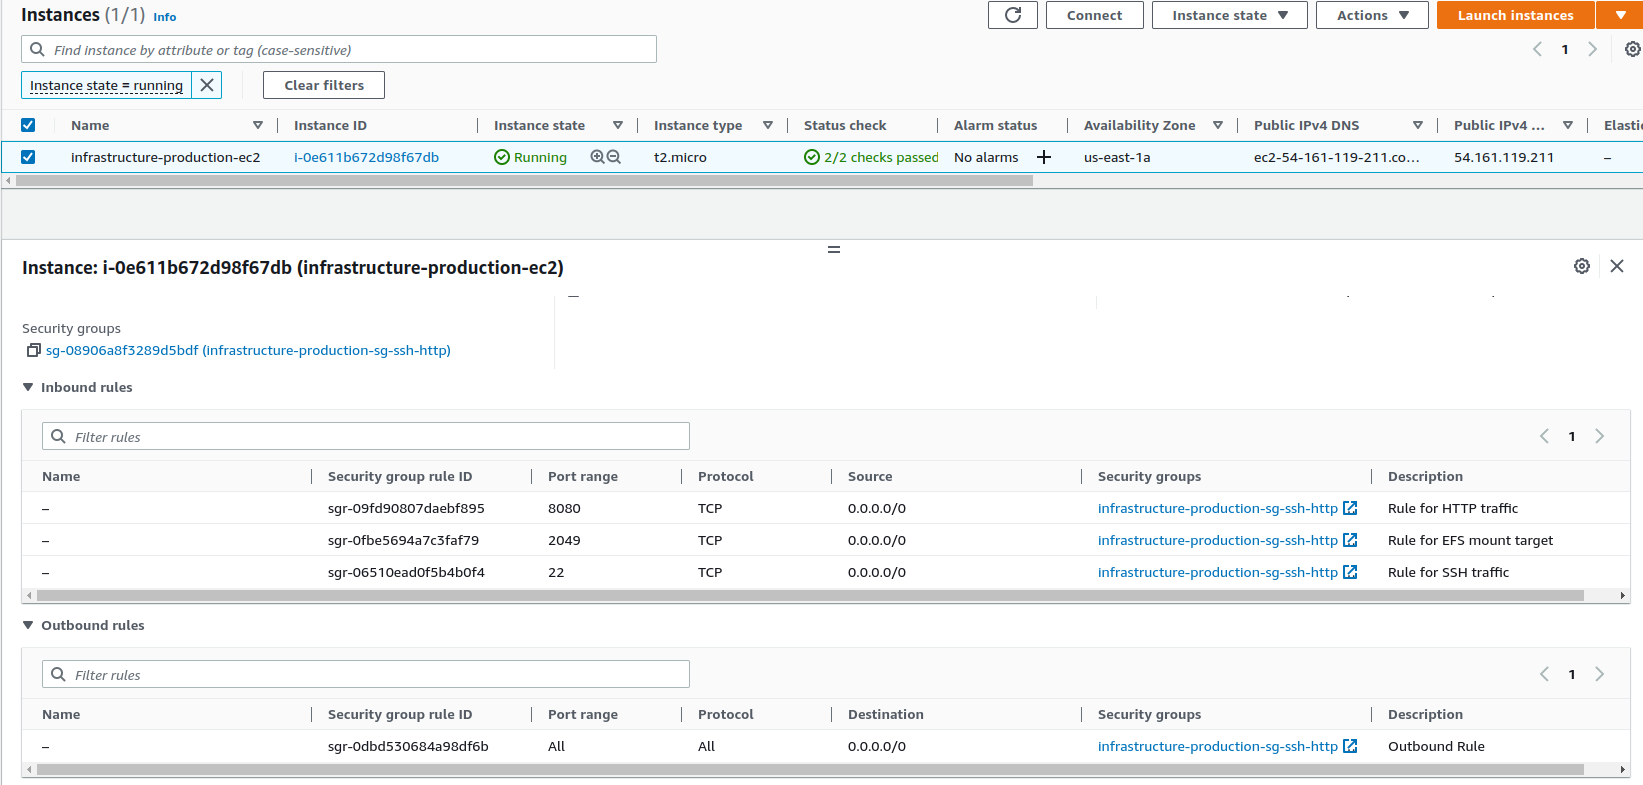 Instances (1/1) Info
Connect Instance state Actions Launch instances
Find instance by attribute or tag (case-sensitive) 1
Instance state = running Clear filters
Name Instance ID Instance state Instance type Status check Alarm status Availability Zone Public IPv4 DNS Public IPv4 ... Elastic
infrastructure-production-ec2 i-0e611b672d98f67db Running t2.micro 2/2 checks passed No alarms + us-east-1a ec2-54-161-119-211.co... 54.161.119.211 –
Instance: i-0e611b672d98f67db (infrastructure-production-ec2)
Security groups
sg-08906a8f3289d5bdf (infrastructure-production-sg-ssh-http)
Inbound rules
Filter rules 1
Name Security group rule ID Port range Protocol Source Security groups Description
– sgr-09fd90807daebf895 8080 TCP 0.0.0.0/0 infrastructure-production-sg-ssh-http Rule for HTTP traffic
– sgr-0fbe5694a7c3faf79 2049 TCP 0.0.0.0/0 infrastructure-production-sg-ssh-http Rule for EFS mount target
– sgr-06510ead0f5b4b0f4 22 TCP 0.0.0.0/0 infrastructure-production-sg-ssh-http Rule for SSH traffic
Outbound rules
Filter rules 1
Name Security group rule ID Port range Protocol Destination Security groups Description
– sgr-0dbd530684a98df6b All All 0.0.0.0/0 infrastructure-production-sg-ssh-http Outbound Rule